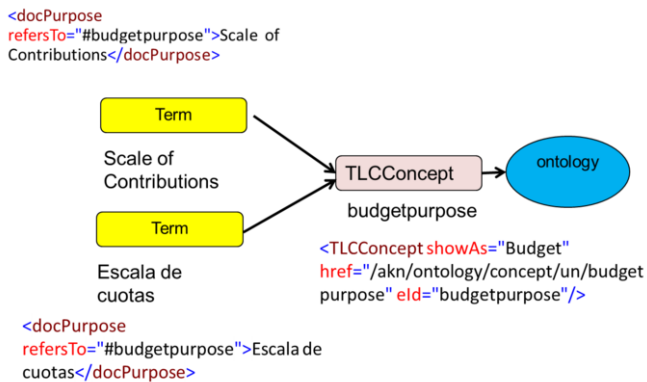 <docPurpose
refersTo="#budgetpurpose">Scale of
Contributions</docPurpose>
Term
Scale of
Contributions
TLCConcept
ontology
budgetpurpose
Term
Escala de
cuotas
<TLCConcept showAs="Budget"
href="/akn/ontology/concept/un/budget
purpose" eId="budgetpurpose"/>
<docPurpose
refersTo="#budgetpurpose">Escala de
cuotas</docPurpose>